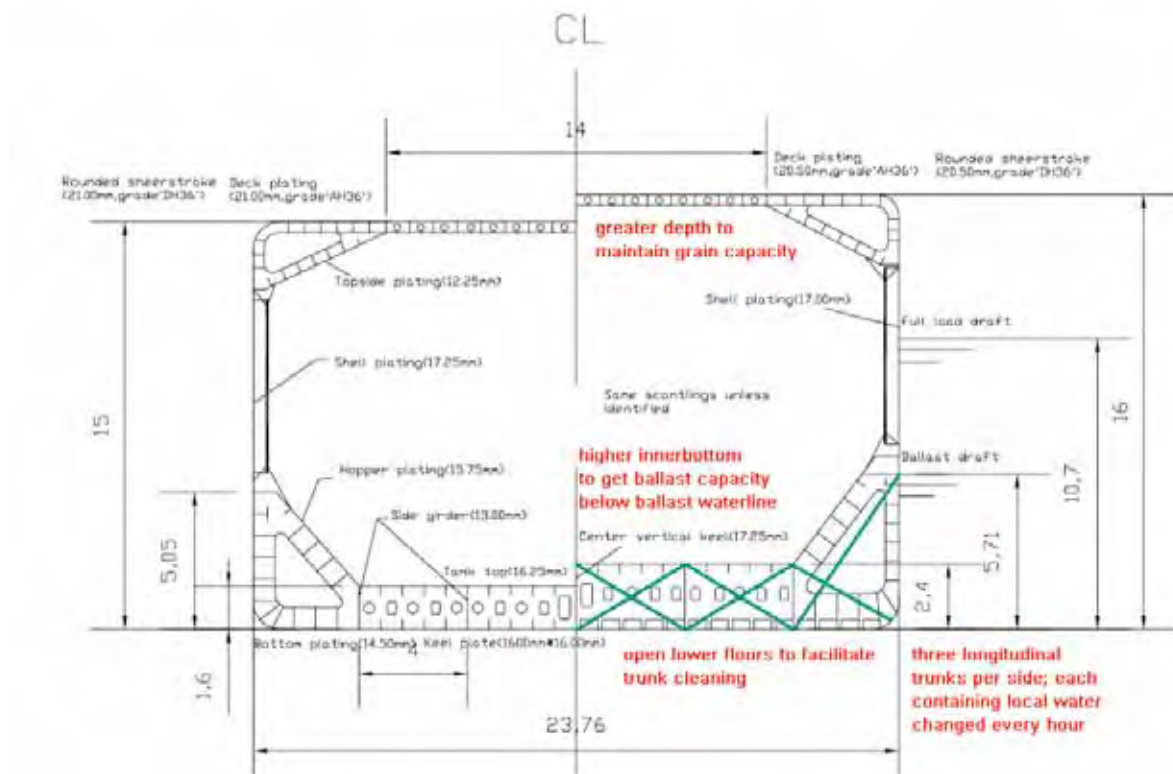 CL
14
Rounded sheerstroke
(21.00mm,grade'DH36')
Deck plating
(21.00mm,grade'AH36')
Deck plating
(20.50mm,grade'AH36')
Rounded sheerstroke
(20.50mm,grade'DH36')
greater depth to
maintain grain capacity
Topside plating(12.25mm)
Shell plating(17.00mm)
Full load draft
Shell plating(17.25mm)
Same scantlings unless
identified
15
16
10,7
higher innerbottom
to get ballast capacity
below ballast waterline
Ballast draft
Hopper plating(15.75mm)
Side girder(13.00mm)
Center vertical keel(17.25mm)
Tank top(16.25mm)
5,05
5,71
2,4
1,6
Bottom plating(14.50mm)
Keel plate(1600mm*16.00mm)
4
open lower floors to facilitate
trunk cleaning
three longitudinal
trunks per side; each
containing local water
changed every hour
23,76